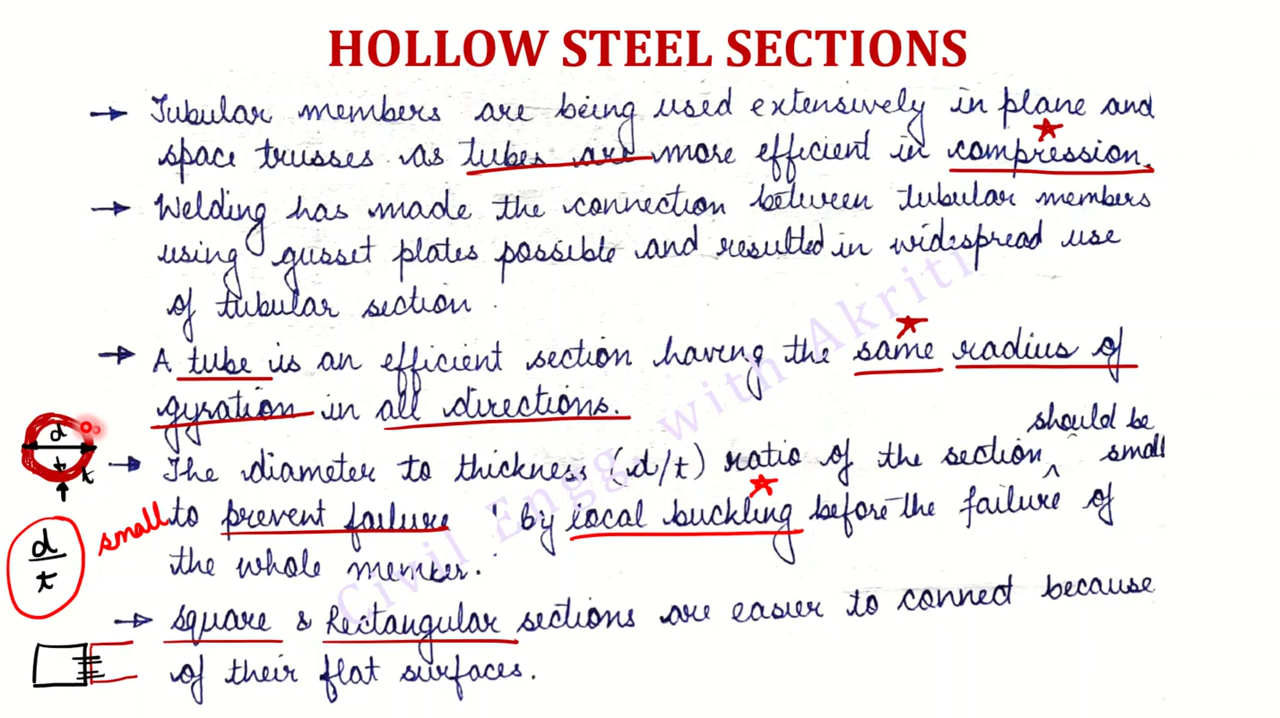 HOLLOW STEEL SECTIONS
→ Tubular members are being used extensively in plane and
space trusses as tubes are more efficient in compression.
→ Welding has made the connection between tubular members
using gusset plates possible and resulted in widespread use
of tubular section.
→ A tube is an efficient section having the same radius of
gyration in all directions.
d
t
should be
→ The diameter to thickness (d/t) ratio of the section ^ small
to prevent failure by local buckling before the failure of
the whole member.
small
d/t
→ Square & Rectangular sections are easier to connect because
of their flat surfaces.
Civil Engg with Akriti